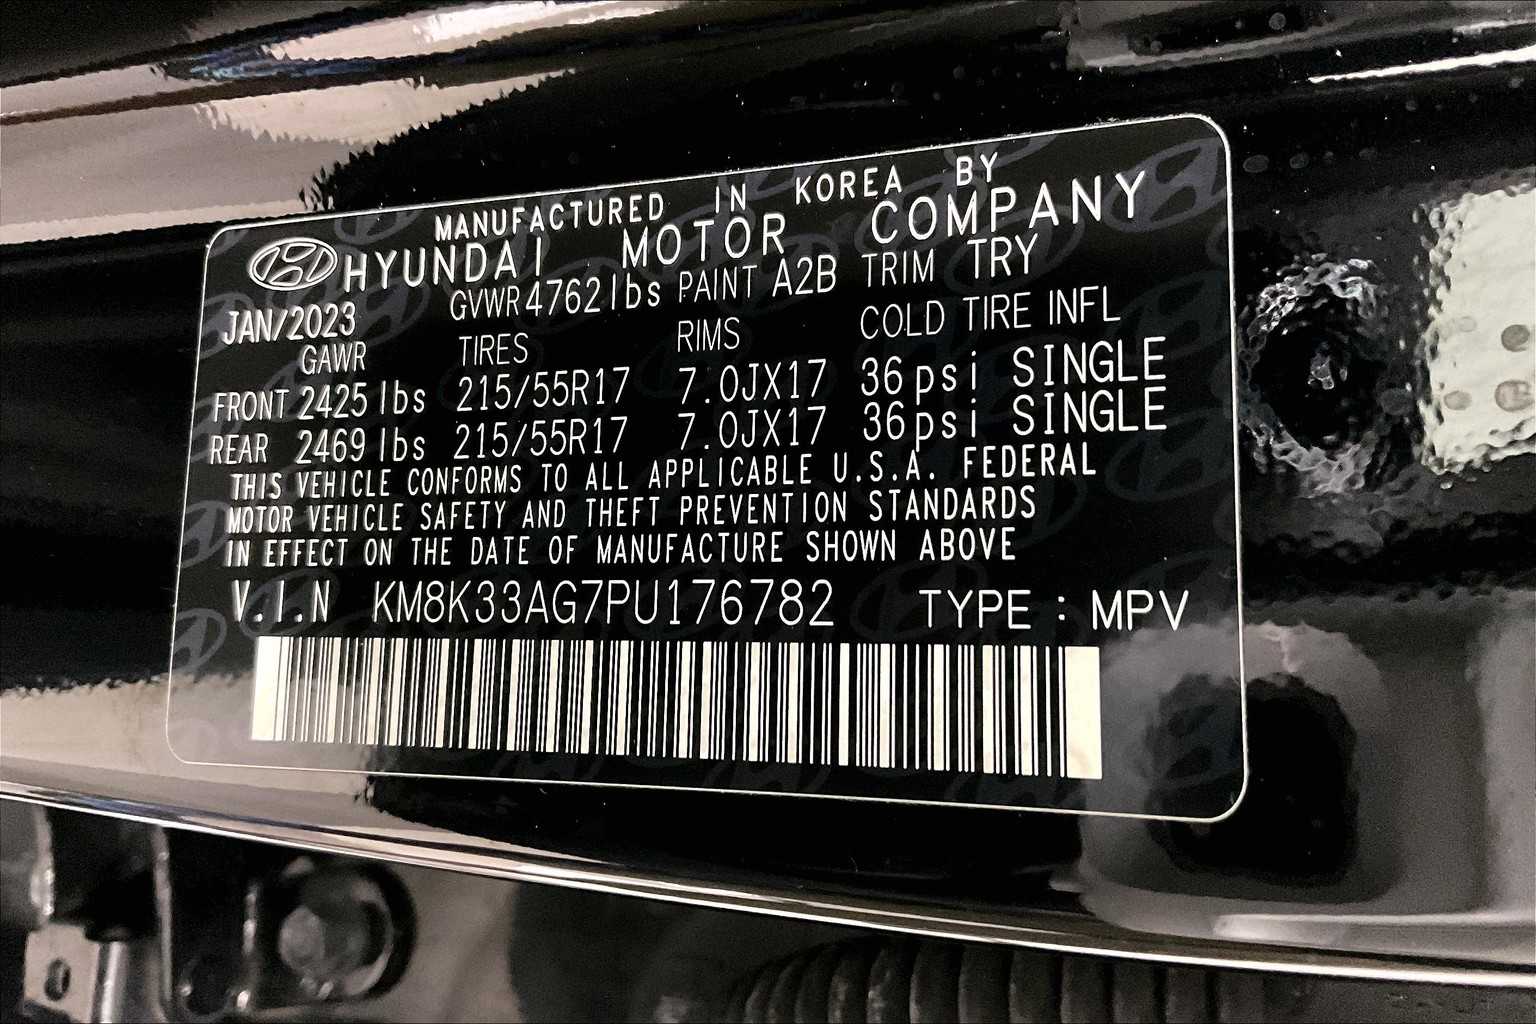 MANUFACTURED IN KOREA BY
HYUNDAI MOTOR COMPANY
JAN/2023 GVWR 4762lbs PAINT A2B TRIM TRY
GAWR TIRES RIMS COLD TIRE INFL
FRONT 2425 lbs 215/55R17 7.0JX17 36psi SINGLE
REAR 2469 lbs 215/55R17 7.0JX17 36psi SINGLE
THIS VEHICLE CONFORMS TO ALL APPLICABLE U.S.A. FEDERAL
MOTOR VEHICLE SAFETY AND THEFT PREVENTION STANDARDS
IN EFFECT ON THE DATE OF MANUFACTURE SHOWN ABOVE
V.I.N KM8K33AG7PU176782 TYPE : MPV